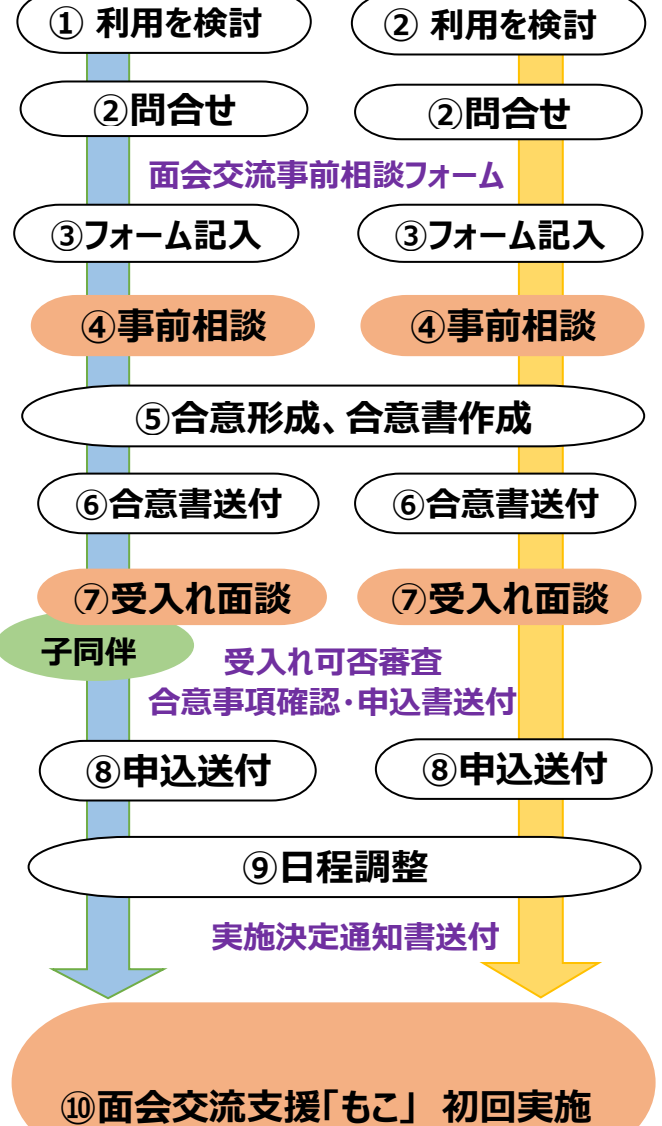 ① 利用を検討
② 利用を検討
②問合せ
②問合せ
面会交流事前相談フォーム
③フォーム記入
③フォーム記入
④事前相談
④事前相談
⑤合意形成、合意書作成
⑥合意書送付
⑥合意書送付
⑦受入れ面談
⑦受入れ面談
子同伴
受入れ可否審査
合意事項確認・申込書送付
⑧申込送付
⑧申込送付
⑨日程調整
実施決定通知書送付
⑩面会交流支援「もこ」 初回実施